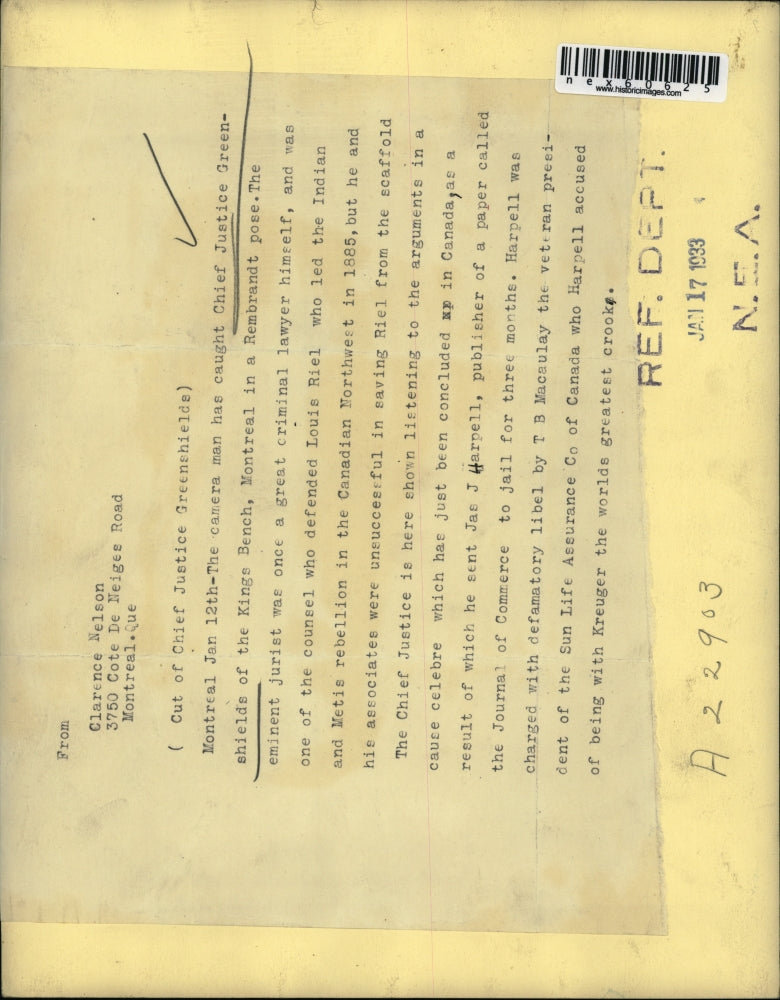 From
Clarence Nelson
3750 Cote De Neiges Road
Montreal.Que
( Cut of Chief Justice Greenshields)
Montreal Jan 12th-The camera man has caught Chief Justice Green-
shields of the Kings Bench, Montreal in a Rembrandt pose.The
eminent jurist was once a great criminal lawyer himself, and was
one of the counsel who defended Louis Riel who led the Indian
and Metis rebellion in the Canadian Northwest in 1885,but he and
his associates were unsuccessful in saving Riel from the scaffold
The Chief Justice is here shown listening to the arguments in a
cause celebre which has just been concluded in Canada,as a
result of which he sent Jas J Harpell, publisher of a paper called
the Journal of Commerce to jail for three months. Harpell was
charged with defamatory libel by T B Macaulay the veteran presi-
dent of the Sun Life Assurance Co of Canada who Harpell accused
of being with Kreuger the worlds greatest crook.
REF. DEPT.
JAN 17 1933
N.E.A.
A 22903
nex60625
www.historicimages.com